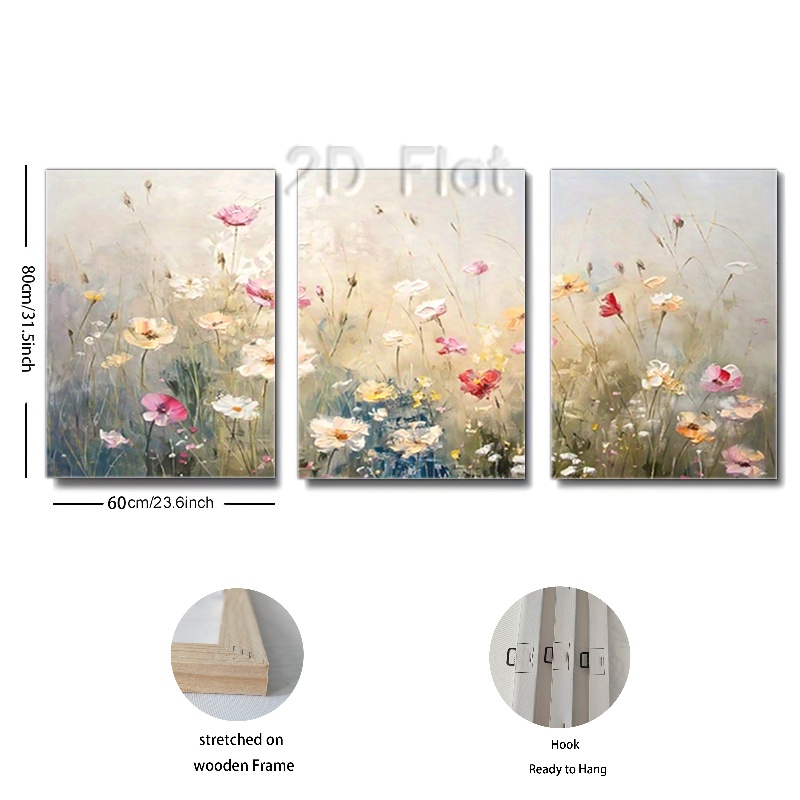 2D Flat
80cm/31.5inch
60cm/23.6inch
stretched on
wooden Frame
Hook
Ready to Hang